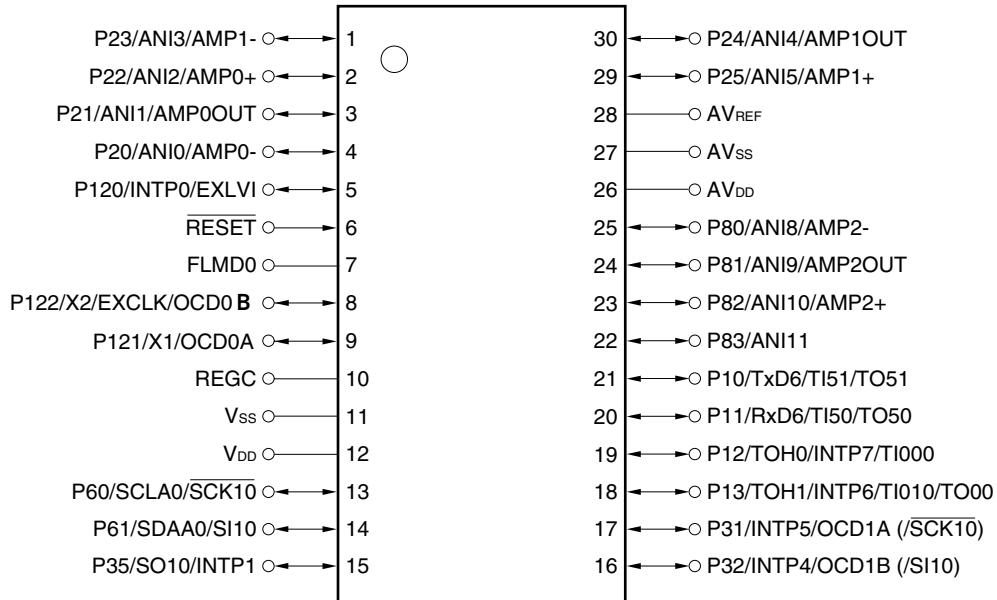 P23/ANI3/AMP1- 1 30 P24/ANI4/AMP1OUT
P22/ANI2/AMP0+ 2 29 P25/ANI5/AMP1+
P21/ANI1/AMP0OUT 3 28 AVREF
P20/ANI0/AMP0- 4 27 AVSS
P120/INTP0/EXLVI 5 26 AVDD
RESET 6 25 P80/ANI8/AMP2-
FLMD0 7 24 P81/ANI9/AMP2OUT
P122/X2/EXCLK/OCD0 B 8 23 P82/ANI10/AMP2+
P121/X1/OCD0A 9 22 P83/ANI11
REGC 10 21 P10/TxD6/TI51/TO51
VSS 11 20 P11/RxD6/TI50/TO50
VDD 12 19 P12/TOH0/INTP7/TI000
P60/SCLA0/SCK10 13 18 P13/TOH1/INTP6/TI010/TO00
P61/SDAA0/SI10 14 17 P31/INTP5/OCD1A (/SCK10)
P35/SO10/INTP1 15 16 P32/INTP4/OCD1B (/SI10)